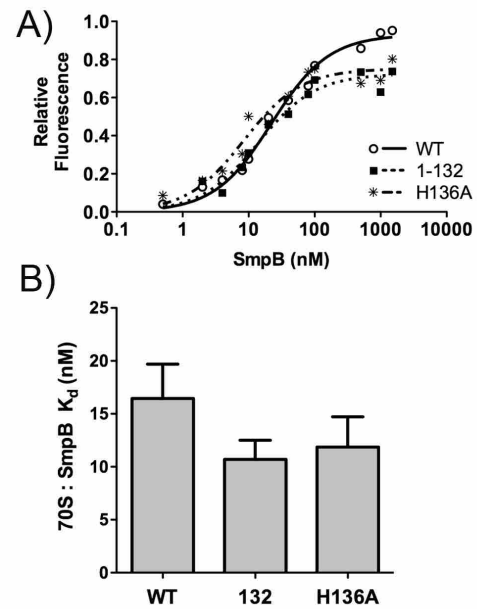 A)
Relative
Fluorescence
1.0
0.8
0.6
0.4
0.2
0.0
0.1
1
10
100
1000
10000
SmpB (nM)
WT
1-132
H136A
B)
70S : SmpB Kd (nM)
25
20
15
10
5
0
WT
132
H136A